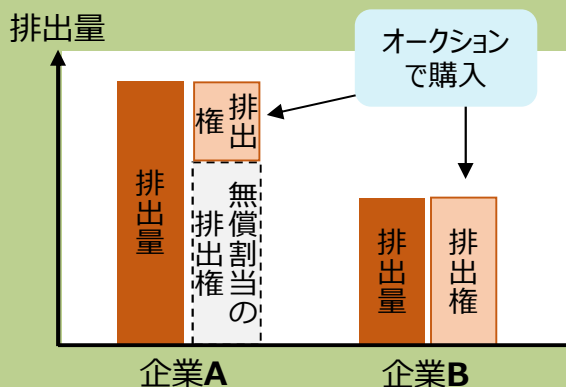 排出量
オークション
で購入
排出量
排出
権
無償割当の
排出権
排出量
排出権
企業A
企業B